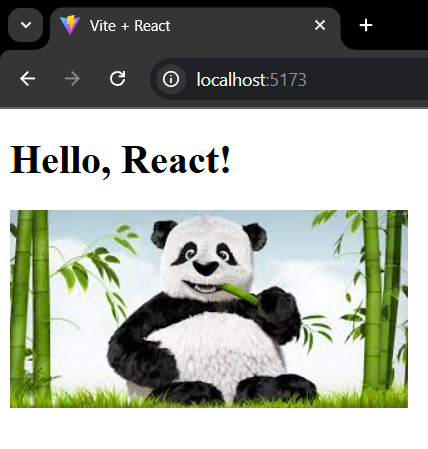 Vite + React
localhost:5173
Hello, React!